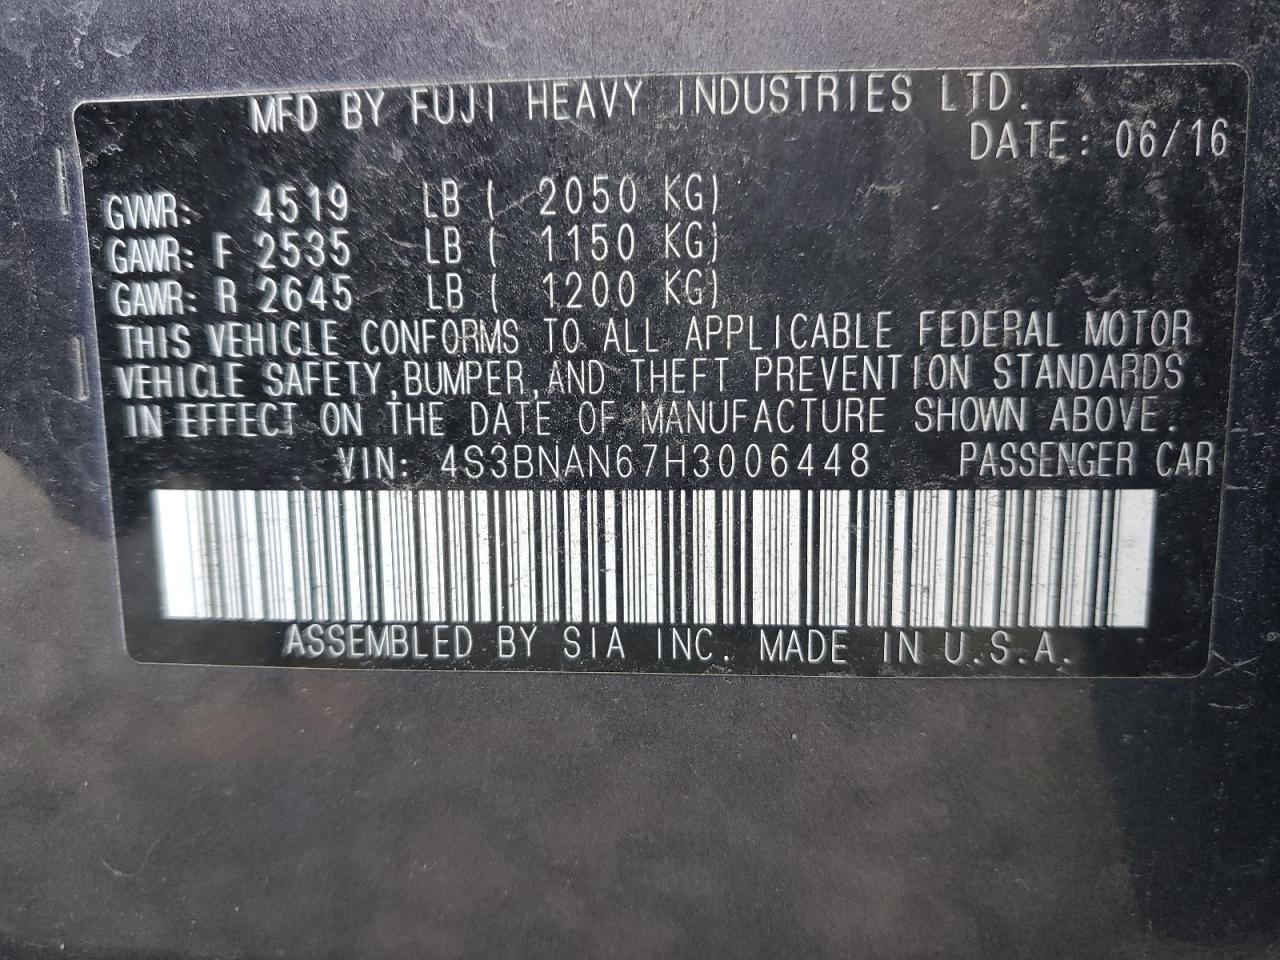 MFD BY FUJI HEAVY INDUSTRIES LTD.
DATE: 06/16
GVWR: 4519 LB ( 2050 KG)
GAWR: F 2535 LB ( 1150 KG)
GAWR: R 2645 LB ( 1200 KG)
THIS VEHICLE CONFORMS TO ALL APPLICABLE FEDERAL MOTOR
VEHICLE SAFETY, BUMPER, AND THEFT PREVENTION STANDARDS
IN EFFECT ON THE DATE OF MANUFACTURE SHOWN ABOVE.
VIN: 4S3BNAN67H3006448 PASSENGER CAR
ASSEMBLED BY SIA INC. MADE IN U.S.A.